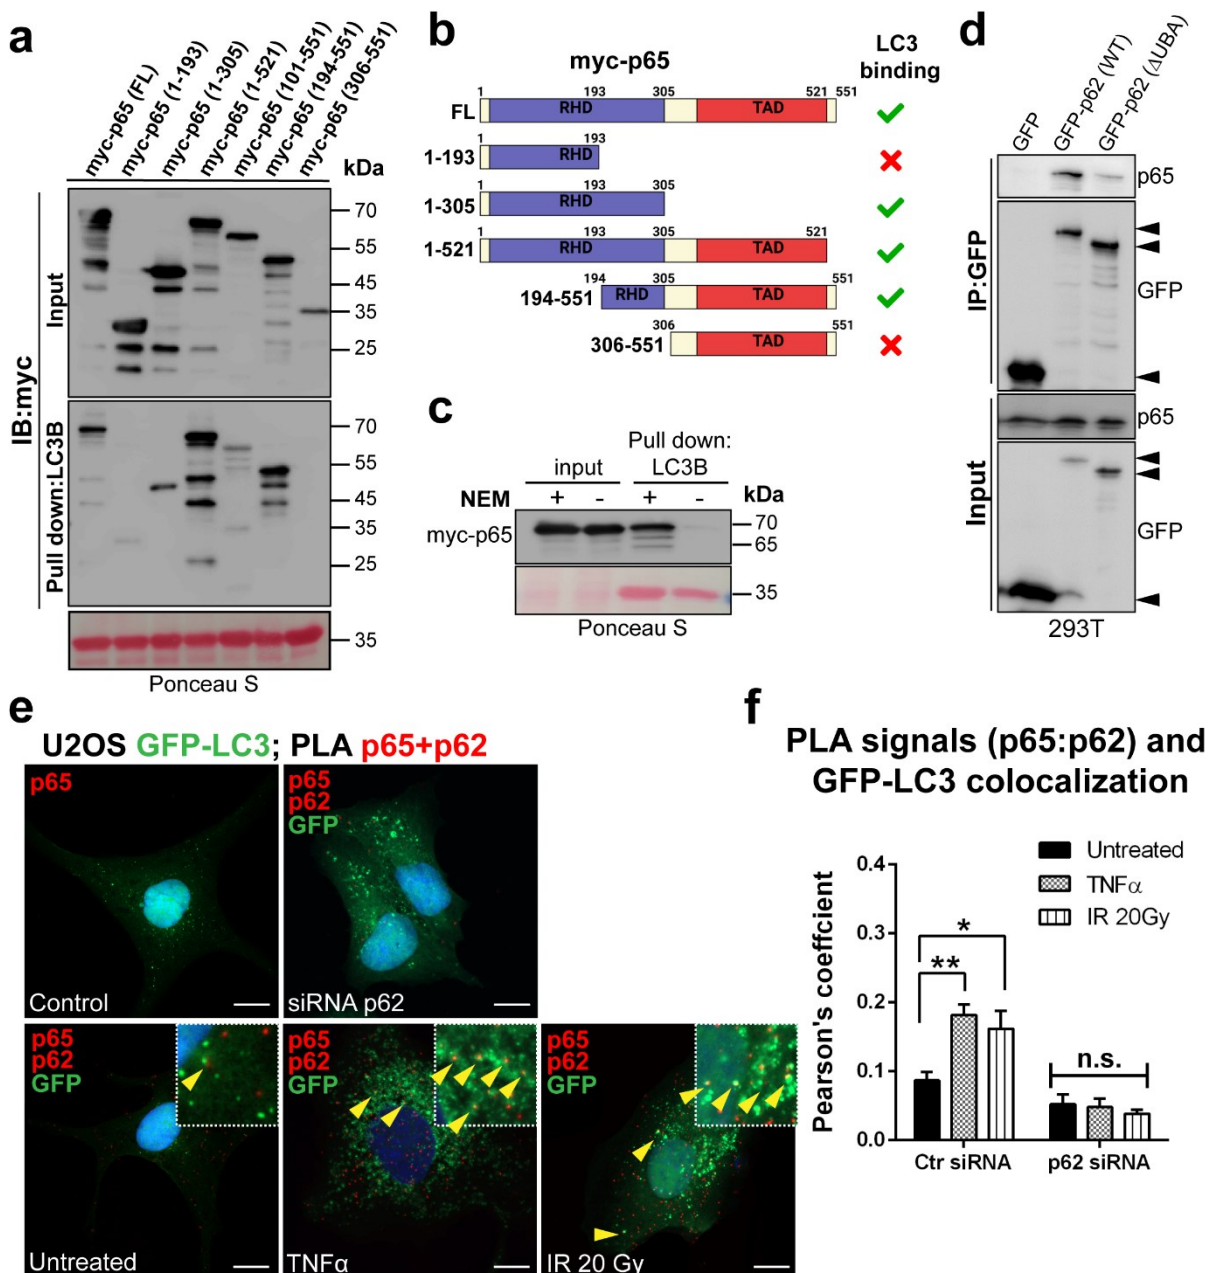 a
myc-p65 (FL)
myc-p65 (1-193)
myc-p65 (1-305)
myc-p65 (1-521)
myc-p65 (101-551)
myc-p65 (194-551)
myc-p65 (306-551)
kDa
IB:myc
Input
70
55
45
35
25
Pull down:LC3B
70
55
45
35
25
35
Ponceau S
b
myc-p65
LC3
binding
FL
1 193 305 521 551
RHD TAD
1-193
1 193
RHD
1-305
1 193 305
RHD
1-521
1 193 305 521
RHD TAD
194-551
194 305 551
RHD TAD
306-551
306 551
TAD
c
Pull down:
input LC3B
NEM + - + - kDa
myc-p65
70
65
35
Ponceau S
d
GFP
GFP-p62 (WT)
GFP-p62 (ΔUBA)
IP:GFP
p65
GFP
Input
p65
GFP
293T
e
U2OS GFP-LC3; PLA p65+p62
p65
Control
p65
p62
GFP
siRNA p62
p65
p62
GFP
Untreated
p65
p62
GFP
TNFα
p65
p62
GFP
IR 20 Gy
f
PLA signals (p65:p62) and
GFP-LC3 colocalization
Untreated
TNFα
IR 20Gy
Pearson's coeffcient
0.4
0.3
0.2
0.1
0.0
*
**
n.s.
Ctr siRNA p62 siRNA